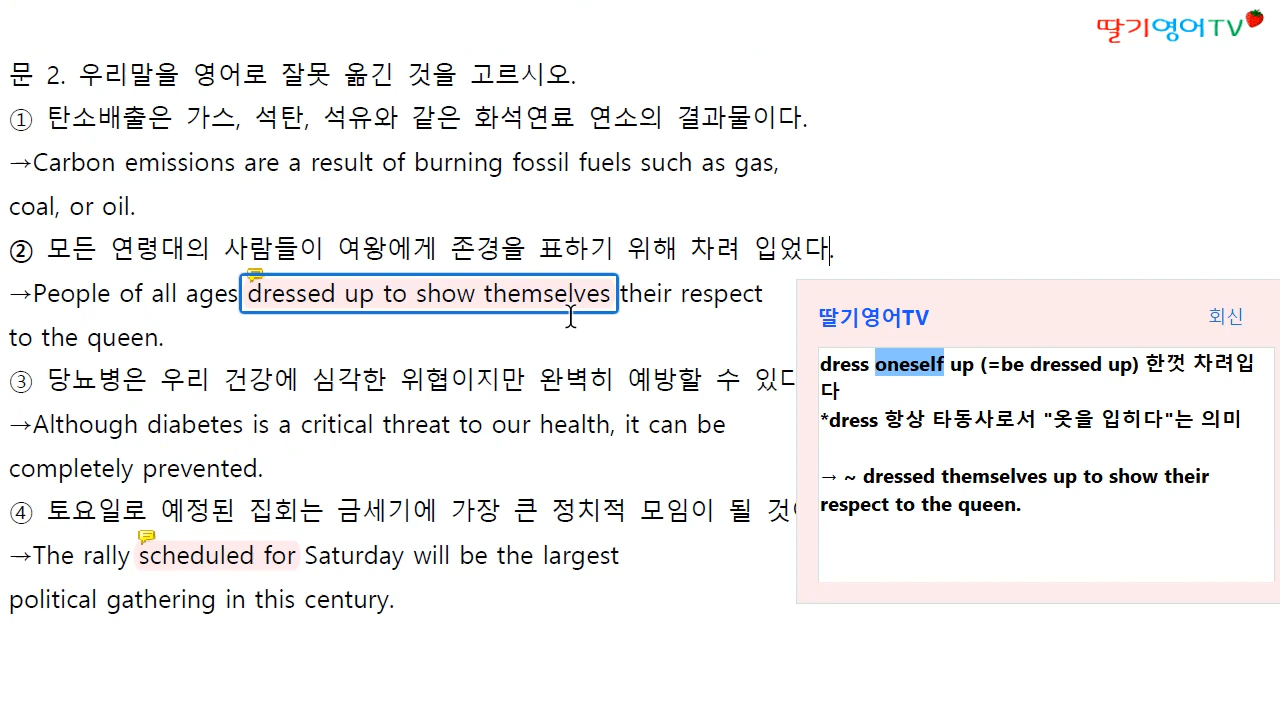 딸기영어TV
문 2. 우리말을 영어로 잘못 옮긴 것을 고르시오.
① 탄소배출은 가스, 석탄, 석유와 같은 화석연료 연소의 결과물이다.
→Carbon emissions are a result of burning fossil fuels such as gas,
coal, or oil.
② 모든 연령대의 사람들이 여왕에게 존경을 표하기 위해 차려 입었다.
→People of all ages dressed up to show themselves their respect
to the queen.
③ 당뇨병은 우리 건강에 심각한 위협이지만 완벽히 예방할 수 있다
→Although diabetes is a critical threat to our health, it can be
completely prevented.
④ 토요일로 예정된 집회는 금세기에 가장 큰 정치적 모임이 될
→The rally scheduled for Saturday will be the largest
political gathering in this century.
딸기영어TV 회신
dress oneself up (=be dressed up) 한껏 차려입
다
*dress 항상 타동사로서 "옷을 입히다"는 의미
→ ~ dressed themselves up to show their
respect to the queen.